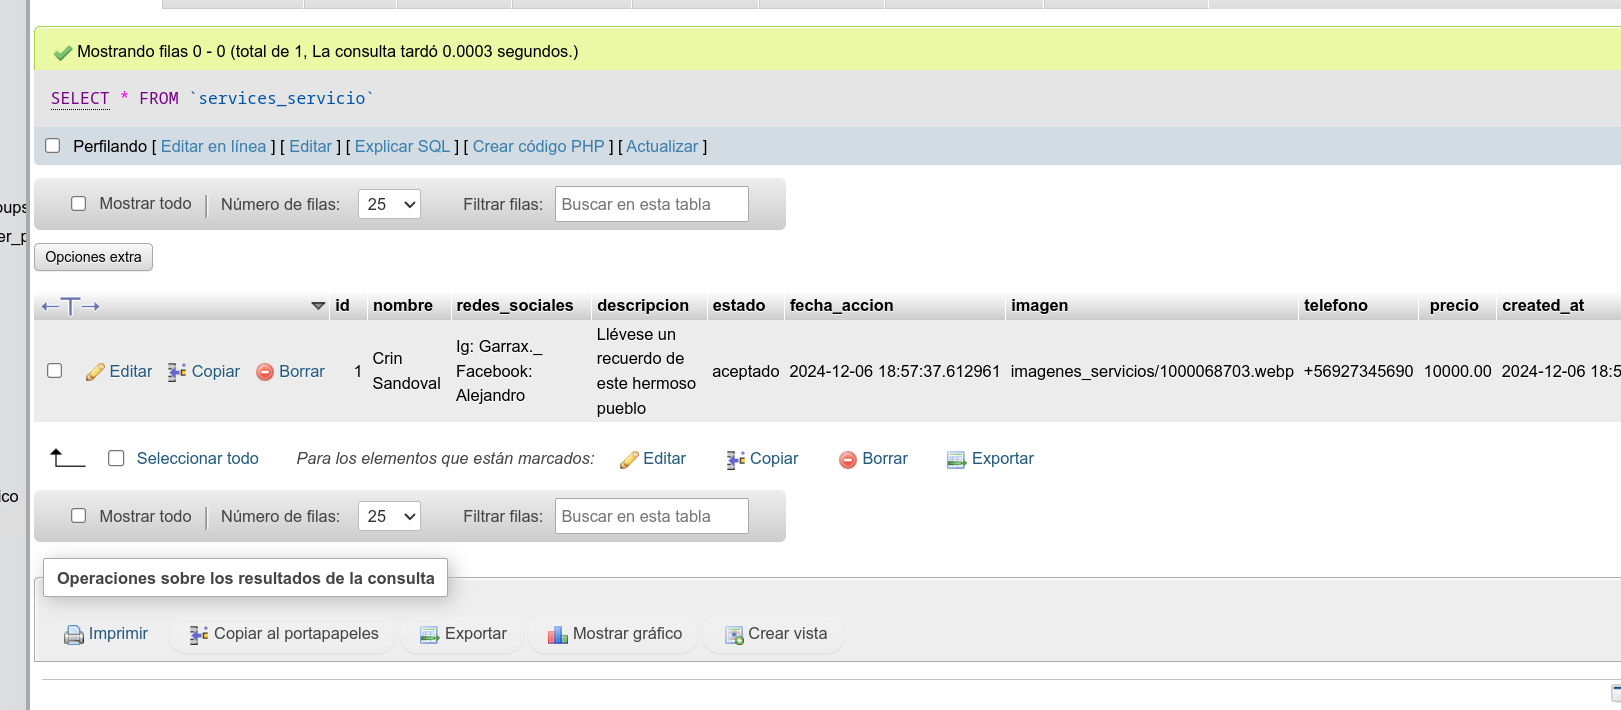 Mostrando filas 0 - 0 (total de 1, La consulta tardó 0.0003 segundos.)
SELECT * FROM `services_servicio`
Perfilando [ Editar en línea ] [ Editar ] [ Explicar SQL ] [ Crear código PHP ] [ Actualizar ]
Mostrar todo Número de filas: 25 Filtrar filas: Buscar en esta tabla
Opciones extra
id nombre redes_sociales descripcion estado fecha_accion imagen telefono precio created_at
Editar Copiar Borrar 1 Crin Sandoval Ig: Garrax._ Facebook: Alejandro Llévese un recuerdo de este hermoso pueblo aceptado 2024-12-06 18:57:37.612961 imagenes_servicios/1000068703.webp +56927345690 10000.00 2024-12-06 18:5
Seleccionar todo Para los elementos que están marcados: Editar Copiar Borrar Exportar
ico
Mostrar todo Número de filas: 25 Filtrar filas: Buscar en esta tabla
Operaciones sobre los resultados de la consulta
Imprimir Copiar al portapapeles Exportar Mostrar gráfico Crear vista